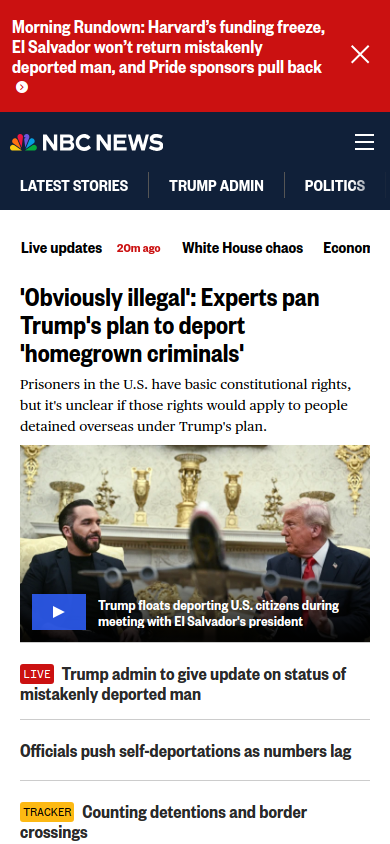 Morning Rundown: Harvard’s funding freeze,
El Salvador won’t return mistakenly
deported man, and Pride sponsors pull back
NBC NEWS
LATEST STORIES
TRUMP ADMIN
POLITICS
Live updates 20m ago White House chaos Econom
'Obviously illegal': Experts pan
Trump's plan to deport
'homegrown criminals'
Prisoners in the U.S. have basic constitutional rights,
but it's unclear if those rights would apply to people
detained overseas under Trump's plan.
Trump floats deporting U.S. citizens during
meeting with El Salvador's president
LIVE Trump admin to give update on status of
mistakenly deported man
Officials push self-deportations as numbers lag
TRACKER Counting detentions and border
crossings